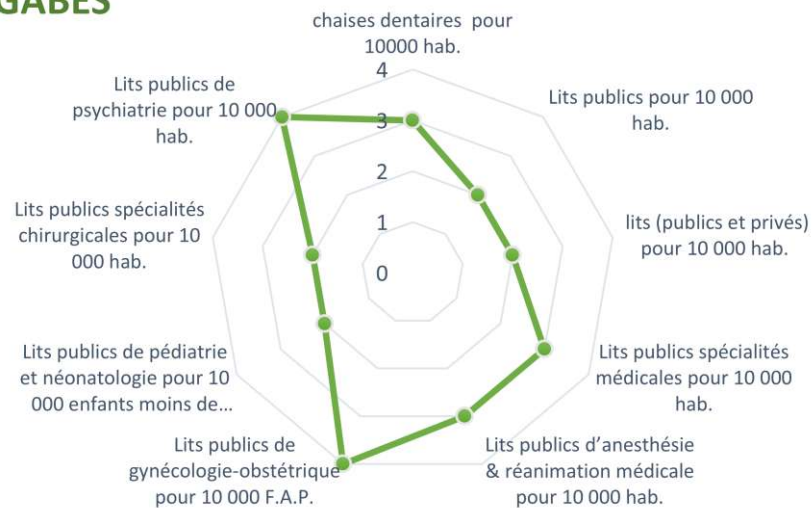 GABES
chaises dentaires pour
10000 hab.
4
3
2
1
0
Lits publics pour 10 000
hab.
lits (publics et privés)
pour 10 000 hab.
Lits publics spécialités
médicales pour 10 000
hab.
Lits publics d'anesthésie
& réanimation médicale
pour 10 000 hab.
Lits publics de
gynécologie-obstétrique
pour 10 000 F.A.P.
Lits publics de pédiatrie
et néonatologie pour 10
000 enfants moins de...
Lits publics spécialités
chirurgicales pour 10
000 hab.
Lits publics de
psychiatrie pour 10 000
hab.